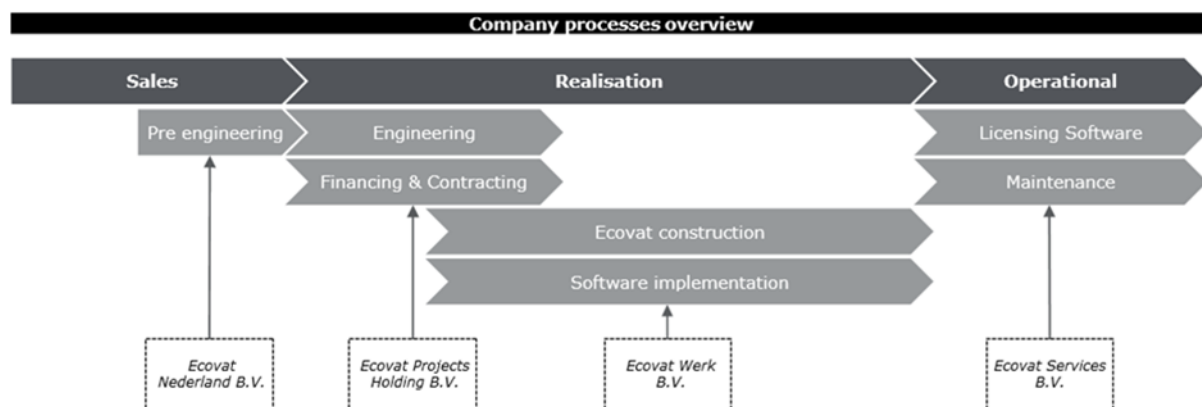 Company processes overview
Sales
Realisation
Operational
Pre engineering
Engineering
Licensing Software
Financing & Contracting
Maintenance
Ecovat construction
Software implementation
Ecovat
Nederland B.V.
Ecovat Projects
Holding B.V.
Ecovat Werk
B.V.
Ecovat Services
B.V.